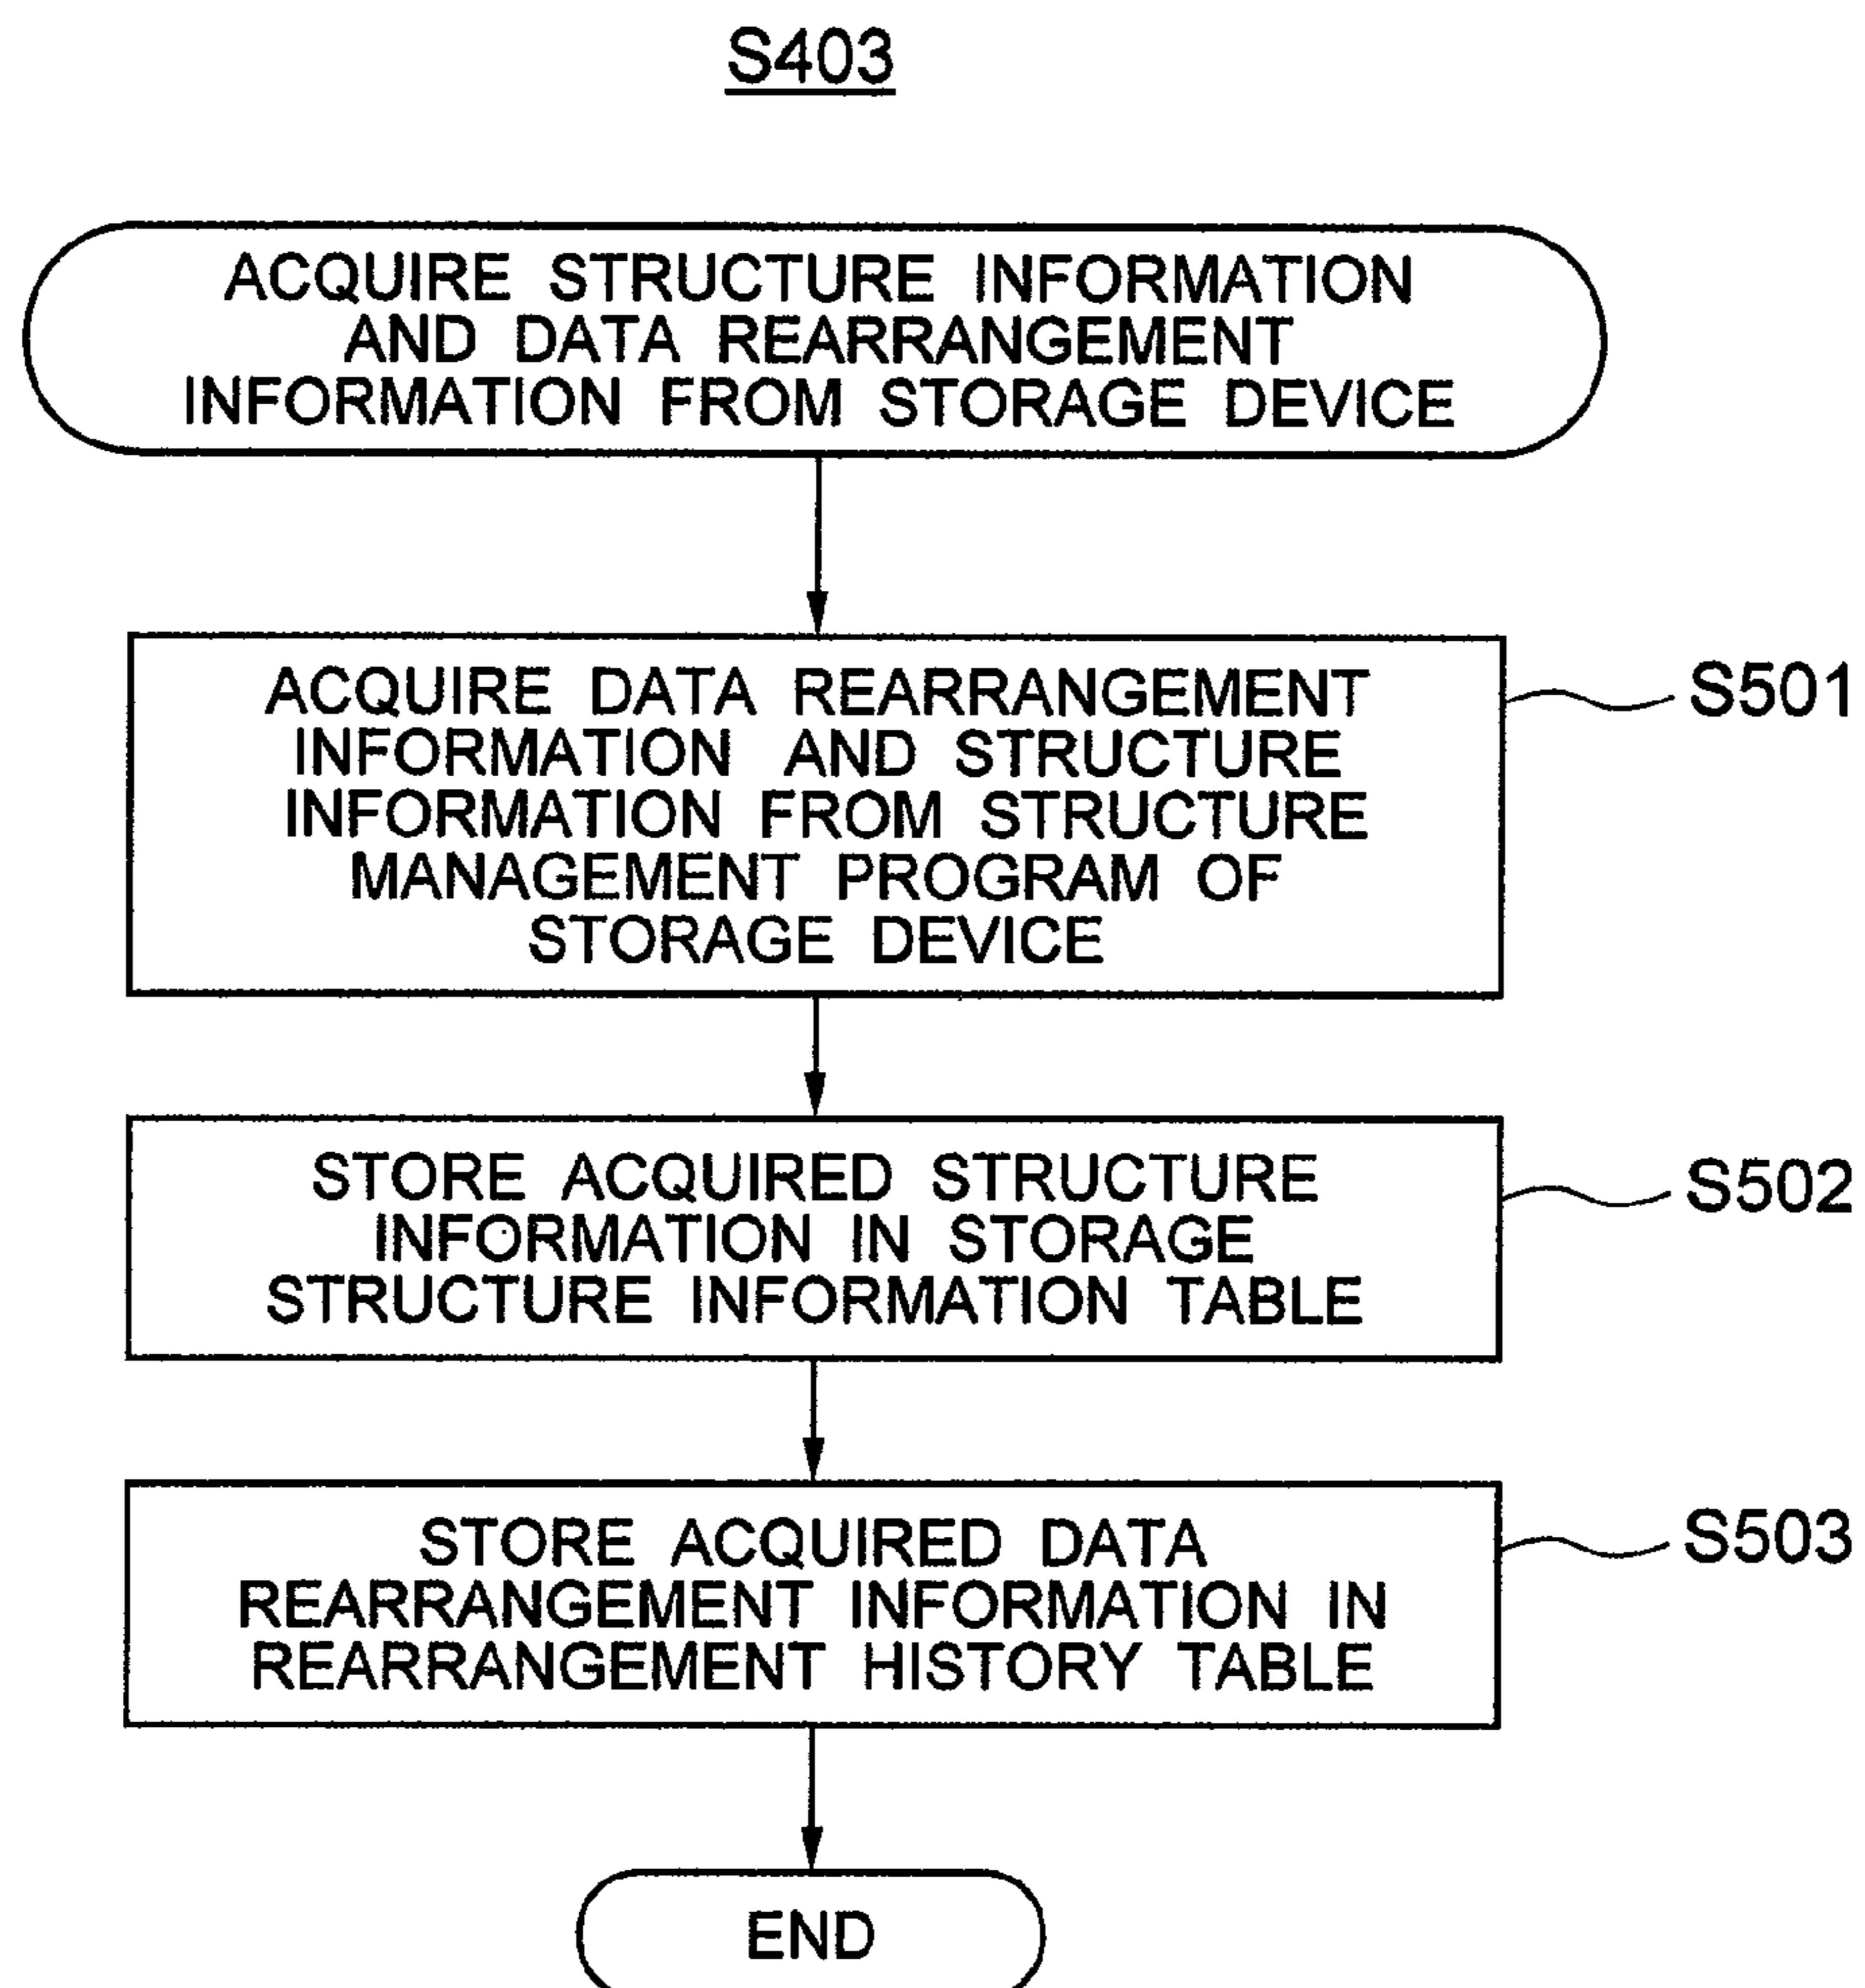 S403
ACQUIRE STRUCTURE INFORMATION
AND DATA REARRANGEMENT
INFORMATION FROM STORAGE DEVICE
ACQUIRE DATA REARRANGEMENT
INFORMATION AND STRUCTURE
INFORMATION FROM STRUCTURE
MANAGEMENT PROGRAM OF
STORAGE DEVICE
S501
STORE ACQUIRED STRUCTURE
INFORMATION IN STORAGE
STRUCTURE INFORMATION TABLE
S502
STORE ACQUIRED DATA
REARRANGEMENT INFORMATION IN
REARRANGEMENT HISTORY TABLE
S503
END